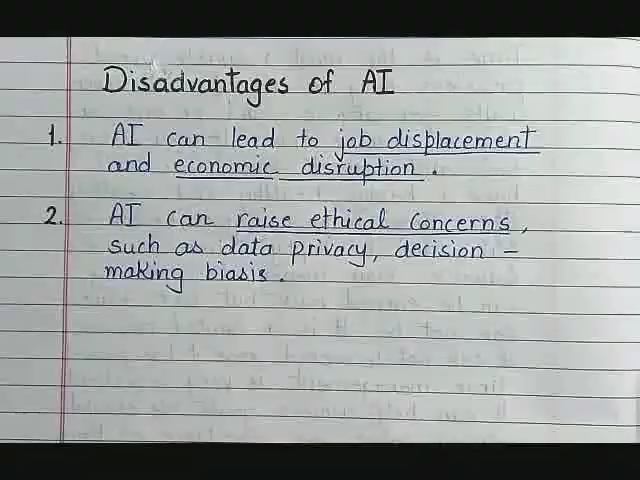 Disadvantages of AI
1. AI can lead to job displacement
and economic disruption.
2. AI can raise ethical concerns,
such as data privacy, decision -
making biasis.